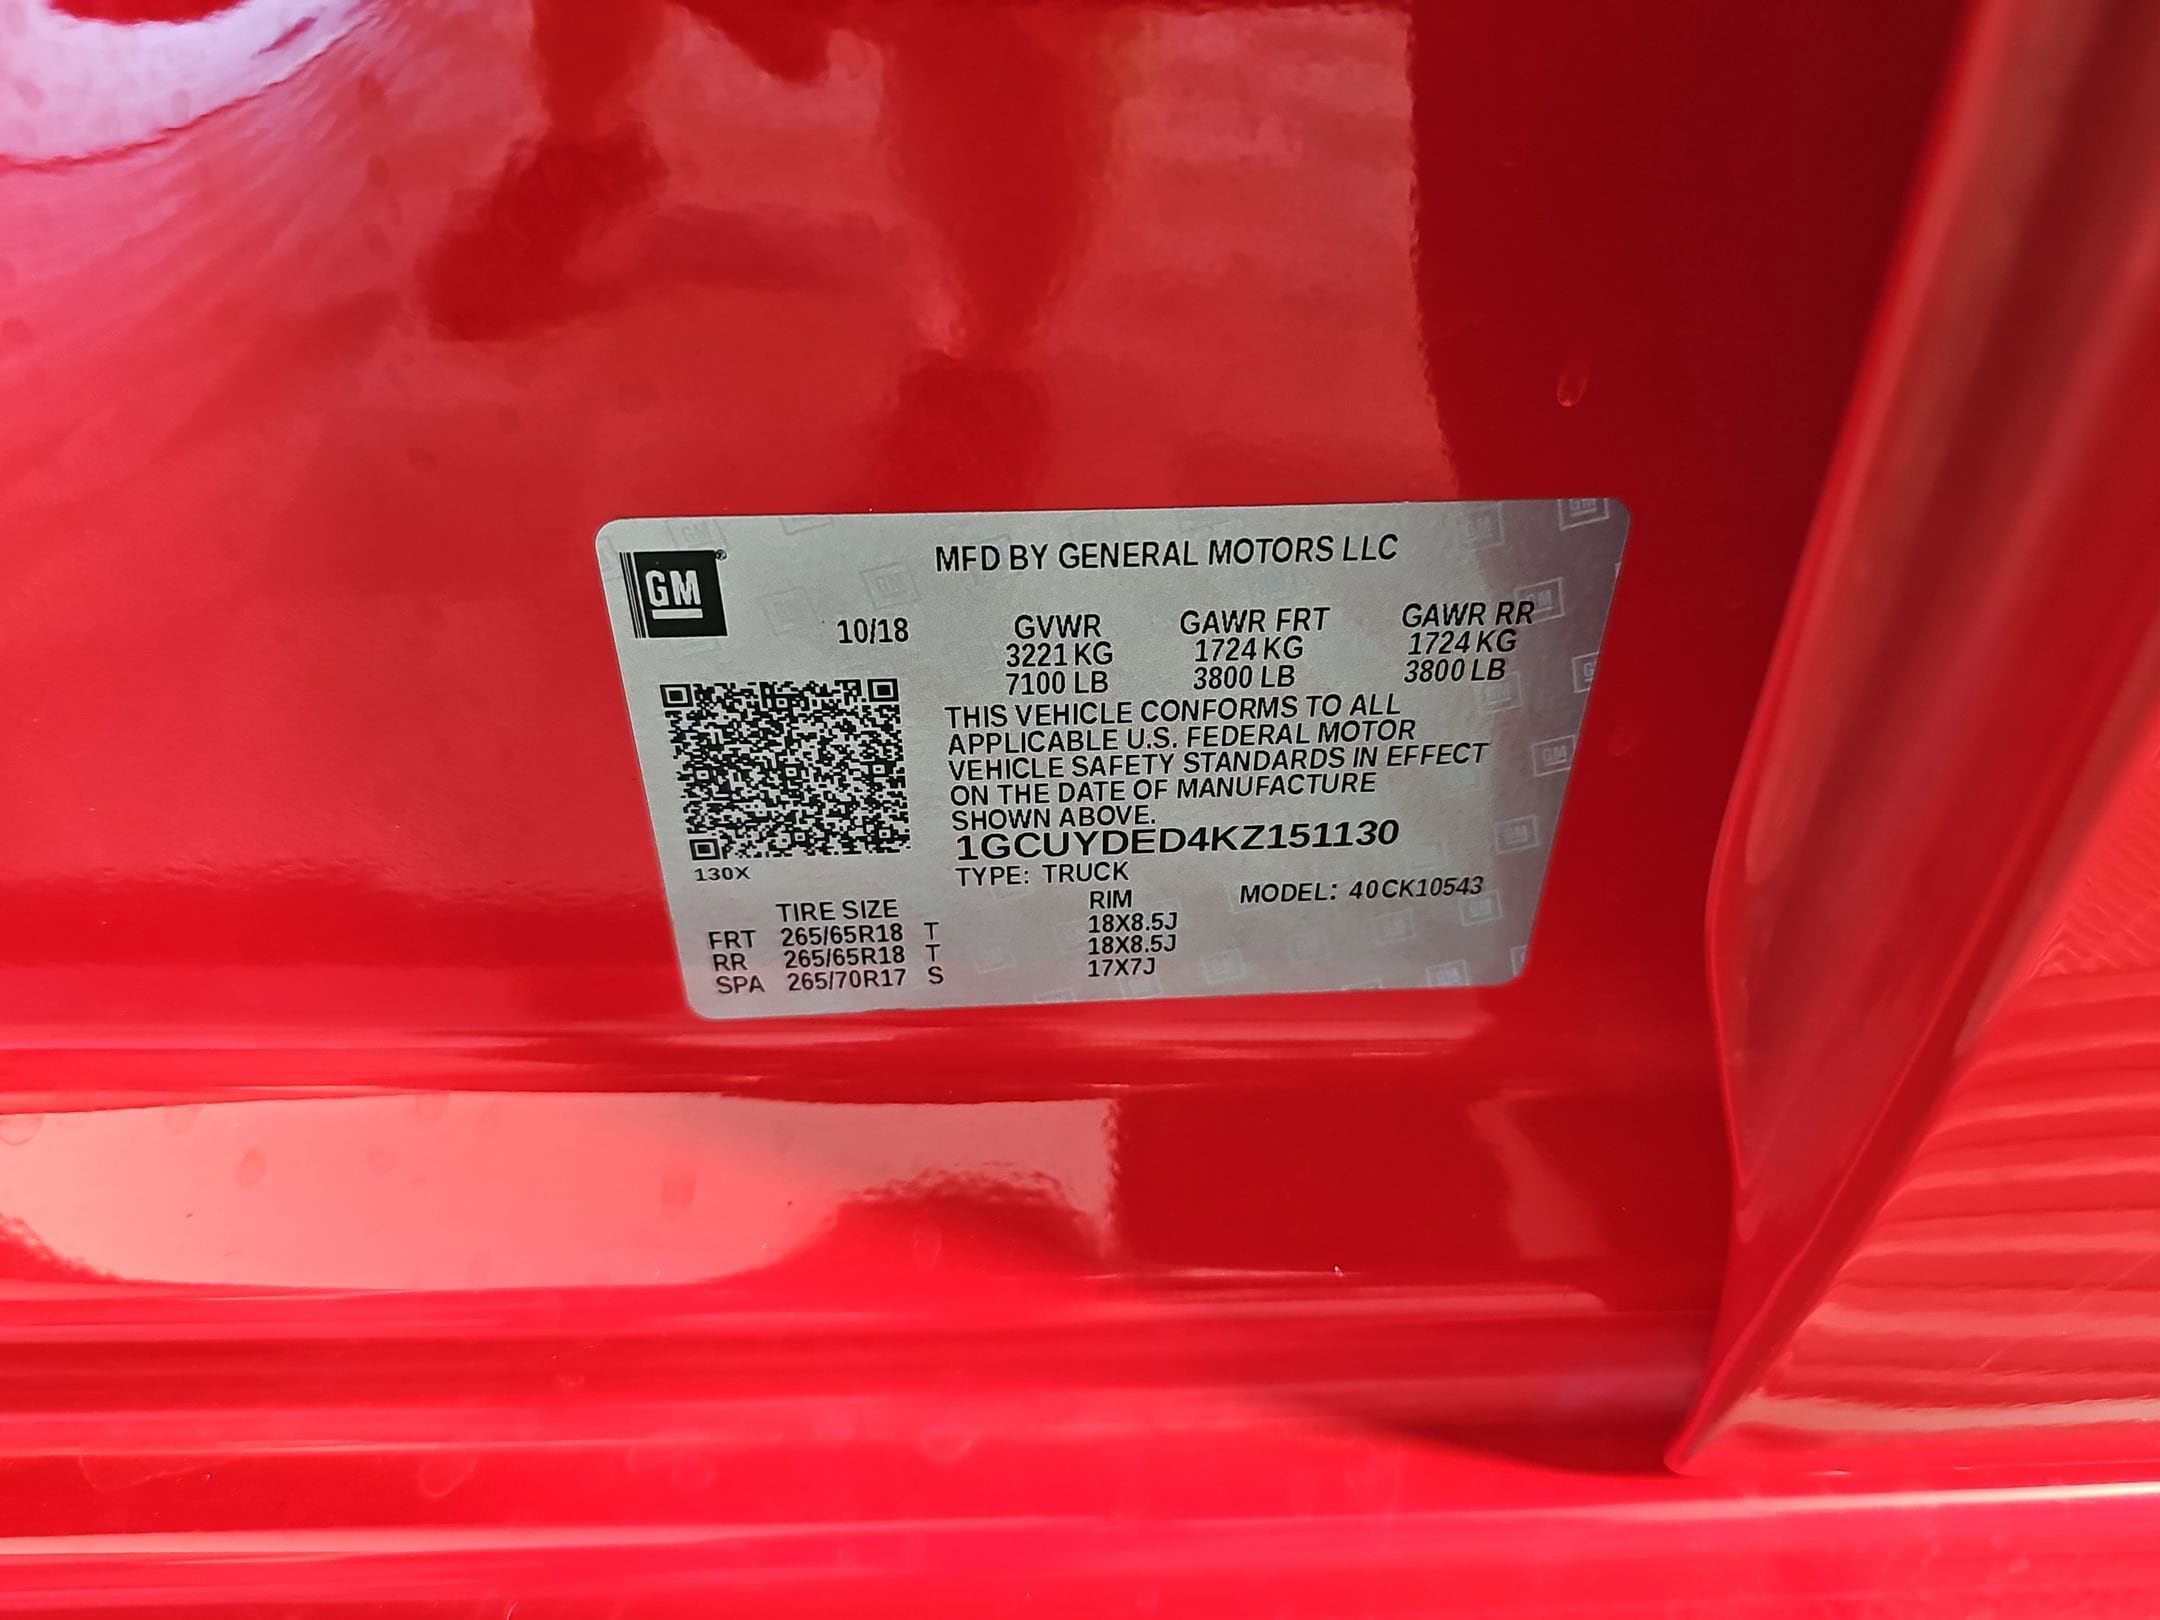 GM
MFD BY GENERAL MOTORS LLC
10/18 GVWR GAWR FRT GAWR RR
3221 KG 1724 KG 1724 KG
7100 LB 3800 LB 3800 LB
THIS VEHICLE CONFORMS TO ALL
APPLICABLE U.S. FEDERAL MOTOR
VEHICLE SAFETY STANDARDS IN EFFECT
ON THE DATE OF MANUFACTURE
SHOWN ABOVE.
1GCUYDED4KZ151130
130X
TYPE: TRUCK
MODEL: 40CK10543
TIRE SIZE RIM
FRT 265/65R18 T 18X8.5J
RR 265/65R18 T 18X8.5J
SPA 265/70R17 S 17X7J